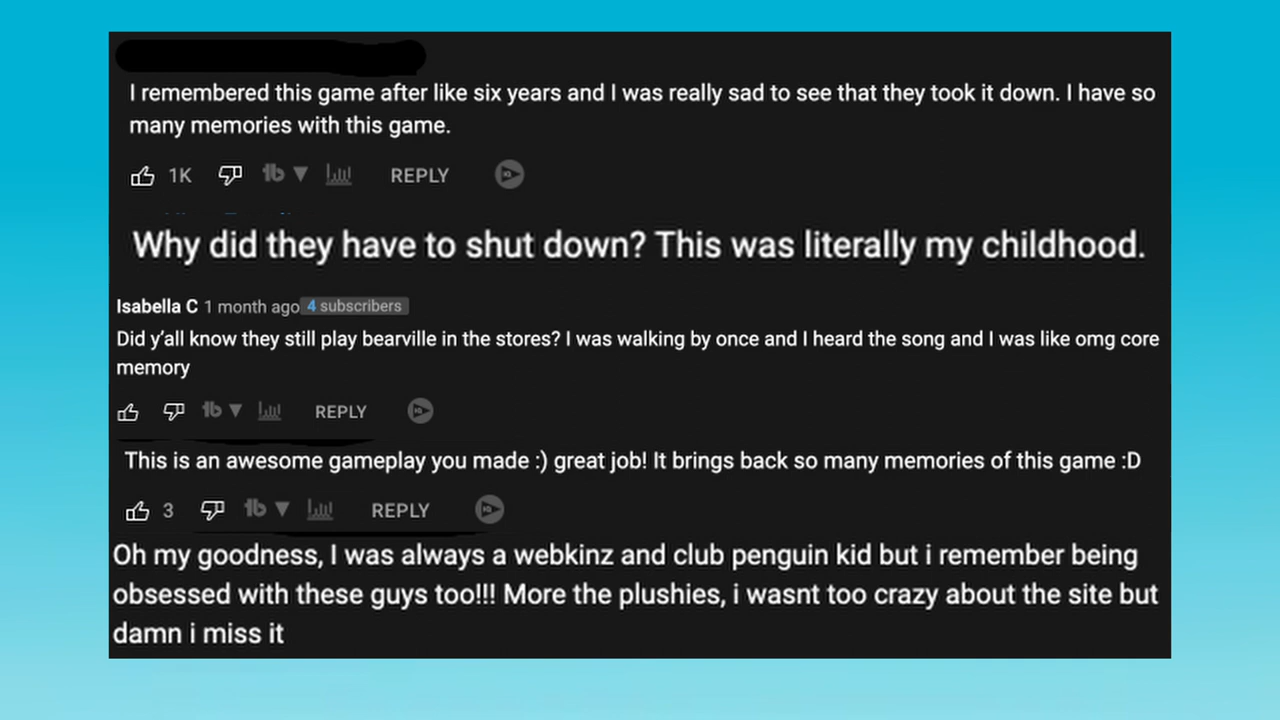 I remembered this game after like six years and I was really sad to see that they took it down. I have so
many memories with this game.
1K REPLY
Why did they have to shut down? This was literally my childhood.
Isabella C 1 month ago 4 subscribers
Did y'all know they still play bearville in the stores? I was walking by once and I heard the song and I was like omg core
memory
REPLY
This is an awesome gameplay you made :) great job! It brings back so many memories of this game :D
3 REPLY
Oh my goodness, I was always a webkinz and club penguin kid but i remember being
obsessed with these guys too!!! More the plushies, i wasnt too crazy about the site but
damn i miss it